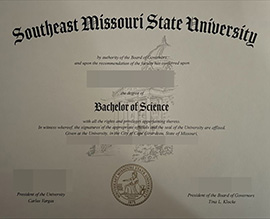 Southeast Missouri State University
by authority of the Board of Governors
and upon the recommendation of the faculty has conferred upon
the degree of
Bachelor of Science
with all the rights and privileges appertaining thereto.
In witness whereof, the signatures of the appropriate officials and the seal of the University are affixed.
Given at the University, in the City of Cape Girardeau, State of Missouri,
President of the University
Carlos Vargas
President of the Board of Governors
Tina L. Klocke